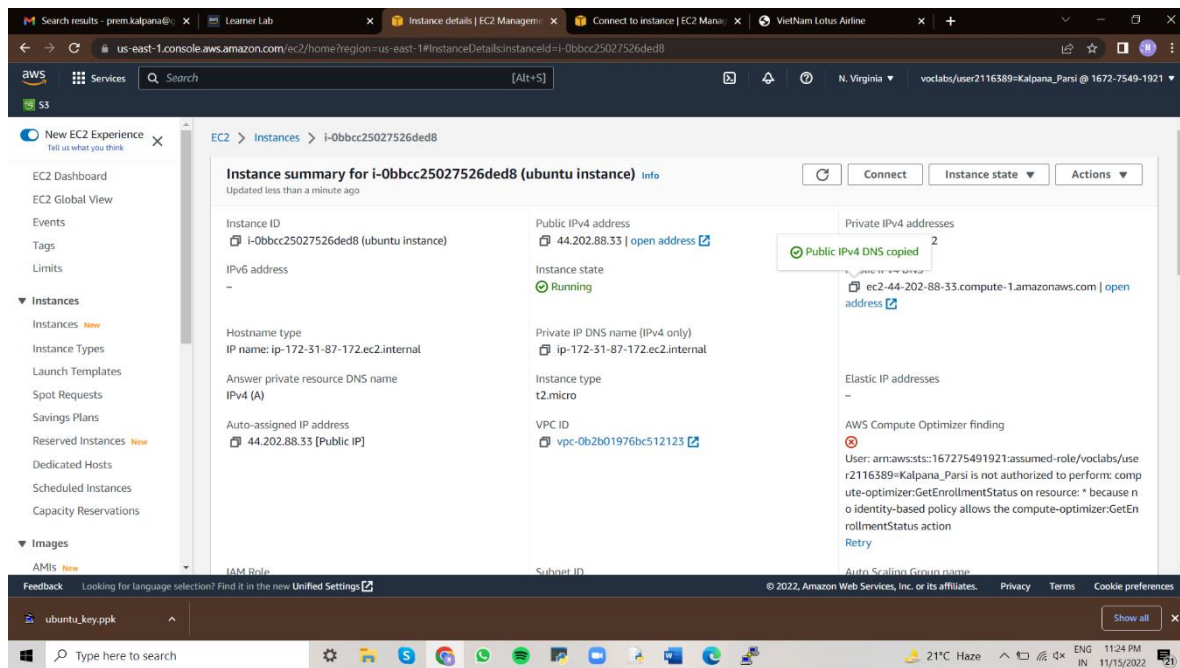 Search results - prem.kalpana@
Learner Lab
Instance details | EC2 Manageme
Connect to instance | EC2 Manag
VietNam Lotus Airline
us-east-1.console.aws.amazon.com/ec2/home?region=us-east-1#InstanceDetails:instanceId=i-0bbcc25027526ded8
aws
Services
Search
[Alt+S]
N. Virginia
voclabs/user2116389=Kalpana_Parsi @ 1672-7549-1921
S3
New EC2 Experience
Tell us what you think
EC2 Dashboard
EC2 Global View
Events
Tags
Limits
Instances
Instances New
Instance Types
Launch Templates
Spot Requests
Savings Plans
Reserved Instances New
Dedicated Hosts
Scheduled Instances
Capacity Reservations
Images
AMIs New
EC2 > Instances > i-0bbcc25027526ded8
Instance summary for i-0bbcc25027526ded8 (ubuntu instance) Info
Updated less than a minute ago
Connect
Instance state
Actions
Instance ID
i-0bbcc25027526ded8 (ubuntu instance)
Public IPv4 address
44.202.88.33 | open address
Private IPv4 addresses
2
Public IPv4 DNS copied
IPv6 address
–
Instance state
Running
ec2-44-202-88-33.compute-1.amazonaws.com | open
address
Hostname type
IP name: ip-172-31-87-172.ec2.internal
Private IP DNS name (IPv4 only)
ip-172-31-87-172.ec2.internal
Answer private resource DNS name
IPv4 (A)
Instance type
t2.micro
Elastic IP addresses
–
Auto-assigned IP address
44.202.88.33 [Public IP]
VPC ID
vpc-0b2b01976bc512123
AWS Compute Optimizer finding
User: arn:aws:sts::167275491921:assumed-role/voclabs/use
r2116389=Kalpana_Parsi is not authorized to perform: comp
ute-optimizer:GetEnrollmentStatus on resource: * because n
o identity-based policy allows the compute-optimizer:GetEn
rollmentStatus action
Retry
IAM Role
Subnet ID
Auto Scaling Group name
Feedback
Looking for language selection? Find it in the new Unified Settings
© 2022, Amazon Web Services, Inc. or its affiliates.
Privacy
Terms
Cookie preferences
ubuntu_key.ppk
Show all
Type here to search
21°C Haze
ENG
IN
11:24 PM
11/15/2022
21